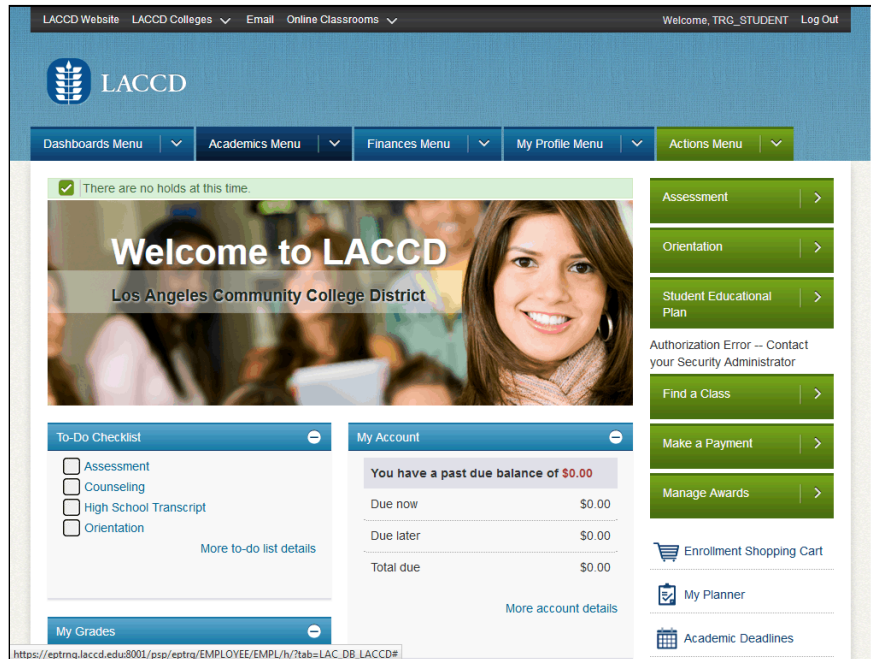 LACCD Website LACCD Colleges Email Online Classrooms Welcome, TRG_STUDENT Log Out
LACCD
Dashboards Menu Academics Menu Finances Menu My Profile Menu Actions Menu
There are no holds at this time.
Welcome to LACCD
Los Angeles Community College District
Assessment
Orientation
Student Educational
Plan
Authorization Error -- Contact
your Security Administrator
Find a Class
Make a Payment
Manage Awards
Enrollment Shopping Cart
My Planner
Academic Deadlines
To-Do Checklist
Assessment
Counseling
High School Transcript
Orientation
More to-do list details
My Account
You have a past due balance of $0.00
Due now $0.00
Due later $0.00
Total due $0.00
More account details
My Grades
https://eptrng.laccd.edu:8001/psp/eptrg/EMPLOYEE/EMPL/h/?tab=LAC_DB_LACCD#